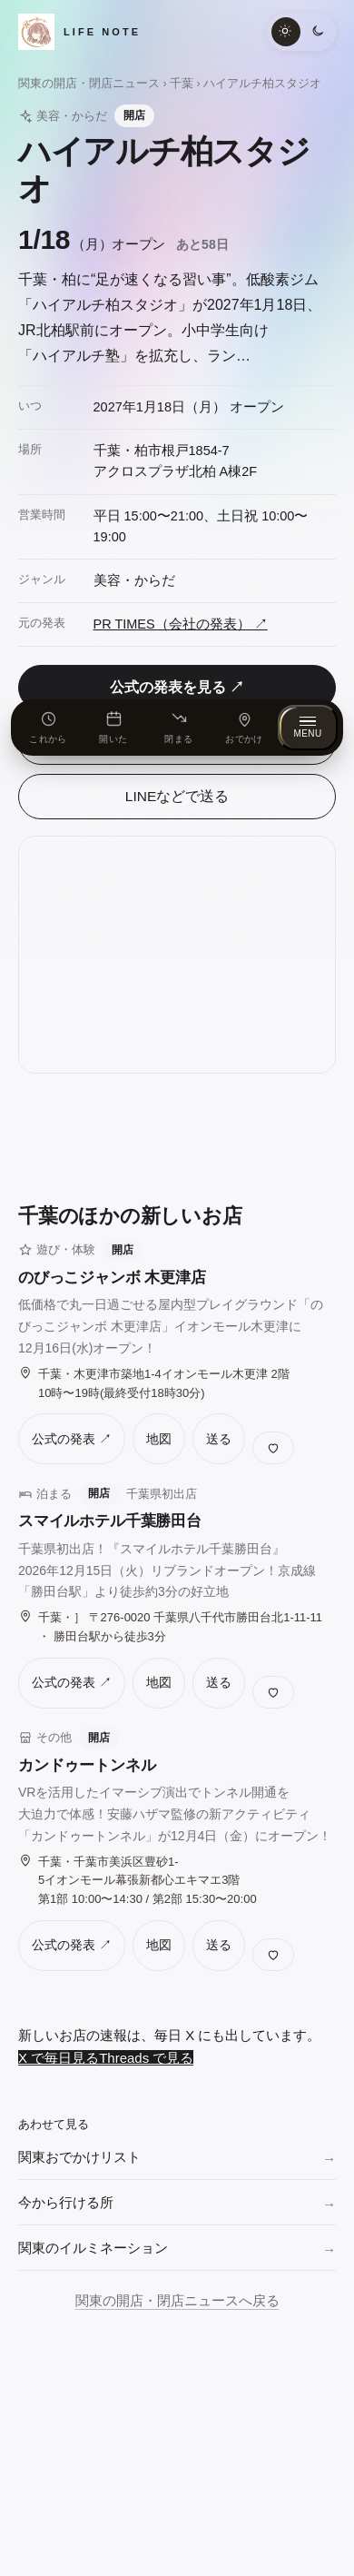 LIFE NOTE
関東の開店・閉店ニュース › 千葉 › ハイアルチ柏スタジオ
美容・からだ 開店
ハイアルチ柏スタジ
オ
1/18（月）オープン あと58日
千葉・柏に“足が速くなる習い事”。低酸素ジム
「ハイアルチ柏スタジオ」が2027年1月18日、
JR北柏駅前にオープン。小中学生向け
「ハイアルチ塾」を拡充し、ラン…
いつ 2027年1月18日（月） オープン
場所 千葉・柏市根戸1854-7
アクロスプラザ北柏 A棟2F
営業時間 平日 15:00〜21:00、土日祝 10:00〜
19:00
ジャンル 美容・からだ
元の発表 PR TIMES（会社の発表）↗
公式の発表を見る ↗
これから 開いた 閉まる おでかけ MENU
LINEなどで送る
千葉のほかの新しいお店
遊び・体験 開店
のびっこジャンボ 木更津店
低価格で丸一日過ごせる屋内型プレイグラウンド「の
びっこジャンボ 木更津店」イオンモール木更津に
12月16日(水)オープン！
千葉・木更津市築地1-4イオンモール木更津 2階
10時〜19時(最終受付18時30分)
公式の発表 ↗ 地図 送る
泊まる 開店 千葉県初出店
スマイルホテル千葉勝田台
千葉県初出店！『スマイルホテル千葉勝田台』
2026年12月15日（火）リブランドオープン！京成線
「勝田台駅」より徒歩約3分の好立地
千葉・］ 〒276-0020 千葉県八千代市勝田台北1-11-11
・ 勝田台駅から徒歩3分
公式の発表 ↗ 地図 送る
その他 開店
カンドゥートンネル
VRを活用したイマーシブ演出でトンネル開通を
大迫力で体感！安藤ハザマ監修の新アクティビティ
「カンドゥートンネル」が12月4日（金）にオープン！
千葉・千葉市美浜区豊砂1-
5イオンモール幕張新都心エキマエ3階
第1部 10:00〜14:30 / 第2部 15:30〜20:00
公式の発表 ↗ 地図 送る
新しいお店の速報は、毎日 X にも出しています。
X で毎日見るThreads で見る
あわせて見る
関東おでかけリスト →
今から行ける所 →
関東のイルミネーション →
関東の開店・閉店ニュースへ戻る